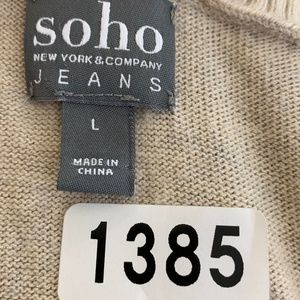 soho
NEW YORK & COMPANY
JEANS
L
MADE IN
CHINA
1385